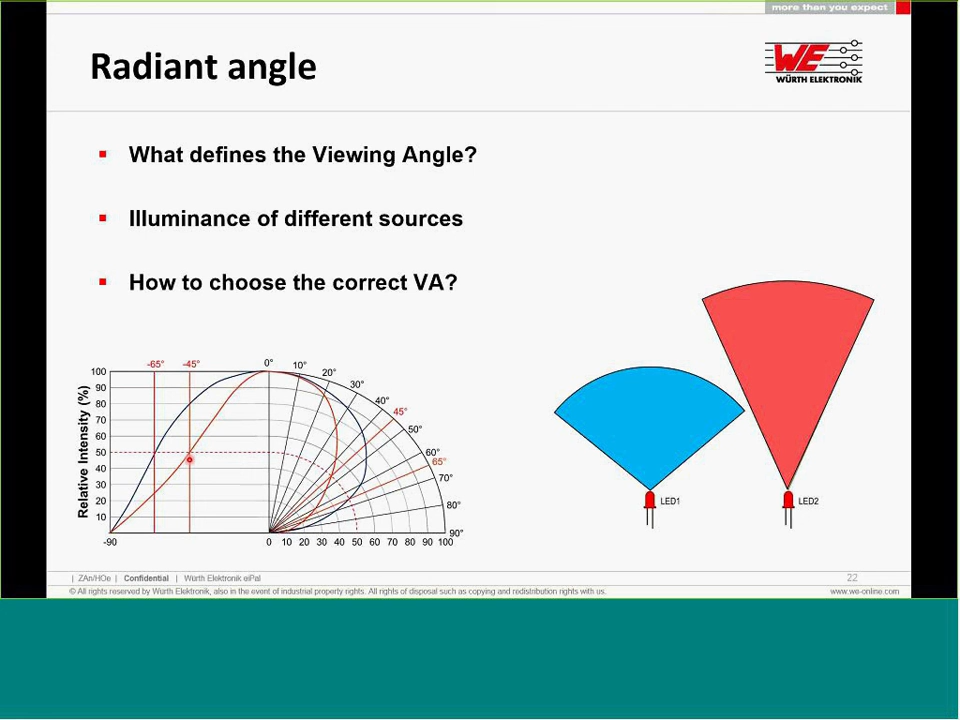 more than you expect
Radiant angle
WE
WÜRTH ELEKTRONIK
What defines the Viewing Angle?
Illuminance of different sources
How to choose the correct VA?
-65° -45° 0° 10° 20° 30° 40° 45° 50° 60° 65° 70° 80° 90°
Relative Intensity (%)
100
90
80
70
60
50
40
30
20
10
-90 0 10 20 30 40 50 60 70 80 90 100
LED1 LED2
| ZAn/HOe | Confidential | Würth Elektronik eiPal 22
© All rights reserved by Würth Elektronik, also in the event of industrial property rights. All rights of disposal such as copying and redistribution rights with us. www.we-online.com